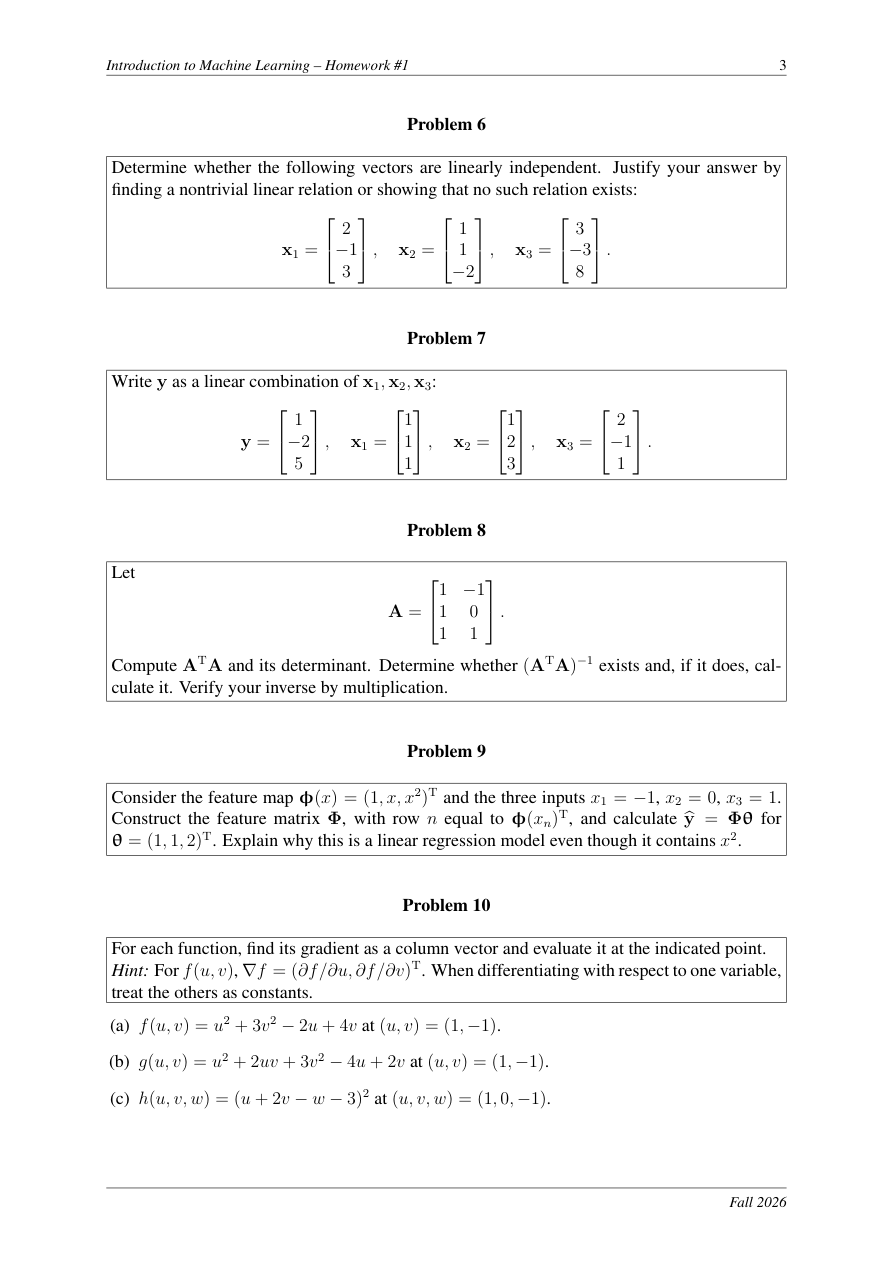 Introduction to Machine Learning – Homework #1 3
Problem 6
Determine whether the following vectors are linearly independent. Justify your answer by
finding a nontrivial linear relation or showing that no such relation exists:
x₁ = [2; −1; 3], x₂ = [1; 1; −2], x₃ = [3; −3; 8].
Problem 7
Write y as a linear combination of x₁, x₂, x₃:
y = [1; −2; 5], x₁ = [1; 1; 1], x₂ = [1; 2; 3], x₃ = [2; −1; 1].
Problem 8
Let
A = [1 −1; 1 0; 1 1].
Compute AᵀA and its determinant. Determine whether (AᵀA)⁻¹ exists and, if it does, cal-
culate it. Verify your inverse by multiplication.
Problem 9
Consider the feature map ϕ(x) = (1, x, x²)ᵀ and the three inputs x₁ = −1, x₂ = 0, x₃ = 1.
Construct the feature matrix Φ, with row n equal to ϕ(xₙ)ᵀ, and calculate ŷ = Φθ for
θ = (1, 1, 2)ᵀ. Explain why this is a linear regression model even though it contains x².
Problem 10
For each function, find its gradient as a column vector and evaluate it at the indicated point.
Hint: For f(u, v), ∇f = (∂f/∂u, ∂f/∂v)ᵀ. When differentiating with respect to one variable,
treat the others as constants.
(a) f(u, v) = u² + 3v² − 2u + 4v at (u, v) = (1, −1).
(b) g(u, v) = u² + 2uv + 3v² − 4u + 2v at (u, v) = (1, −1).
(c) h(u, v, w) = (u + 2v − w − 3)² at (u, v, w) = (1, 0, −1).
Fall 2026